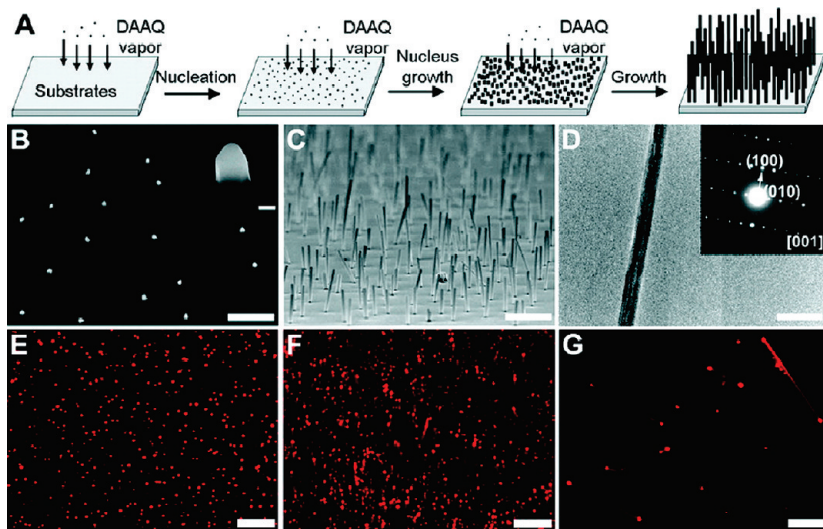 A
DAAQ
vapor
Substrates
Nucleation
DAAQ
vapor
Nucleus
growth
DAAQ
vapor
Growth
B
C
D
(100)
(010)
[001]
E
F
G